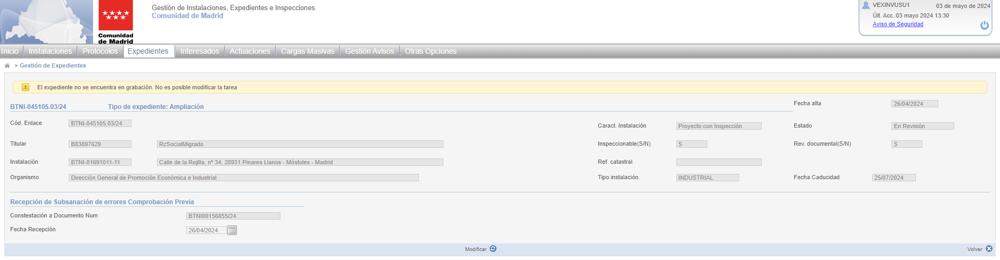 Gestión de Instalaciones, Expedientes e Inspecciones
Comunidad de Madrid
Comunidad
de Madrid
VEXINVUSU1 03 de mayo de 2024
Últ. Acc.:03 mayo 2024 13:30
Aviso de Seguridad
Inicio Instalaciones Protocolos Expedientes Interesados Actuaciones Cargas Masivas Gestión Avisos Otras Opciones
> Gestión de Expedientes
El expediente no se encuentra en grabación. No es posible modificar la tarea
BTNI-045105.03/24 Tipo de expediente: Ampliación Fecha alta 26/04/2024
Cód. Enlace BTNI-045105.03/24 Caract. Instalación Proyecto con Inspección Estado En Revisión
Titular B83897629 RzSocialMigrado Inspeccionable(S/N) S Rev. documental(S/N) S
Instalación BTNI-01691011-11 Calle de la Rejilla, nº 34, 28931 Pinares Llanos - Móstoles - Madrid Ref. catastral
Organismo Dirección General de Promoción Económica e Industrial Tipo instalación INDUSTRIAL Fecha Caducidad 25/07/2024
Recepción de Subsanación de errores Comprobación Previa
Constestación a Documento Num BTNI00156855/24
Fecha Recepción 26/04/2024
Modificar Volver